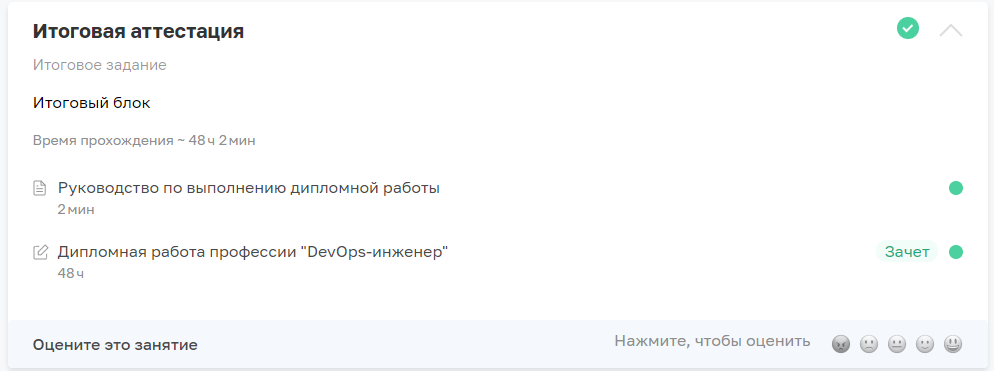 Итоговая аттестация
Итоговое задание
Итоговый блок
Время прохождения ~ 48 ч 2 мин
Руководство по выполнению дипломной работы
2 мин
Дипломная работа профессии "DevOps-инженер"
Зачет
48 ч
Оцените это занятие
Нажмите, чтобы оценить